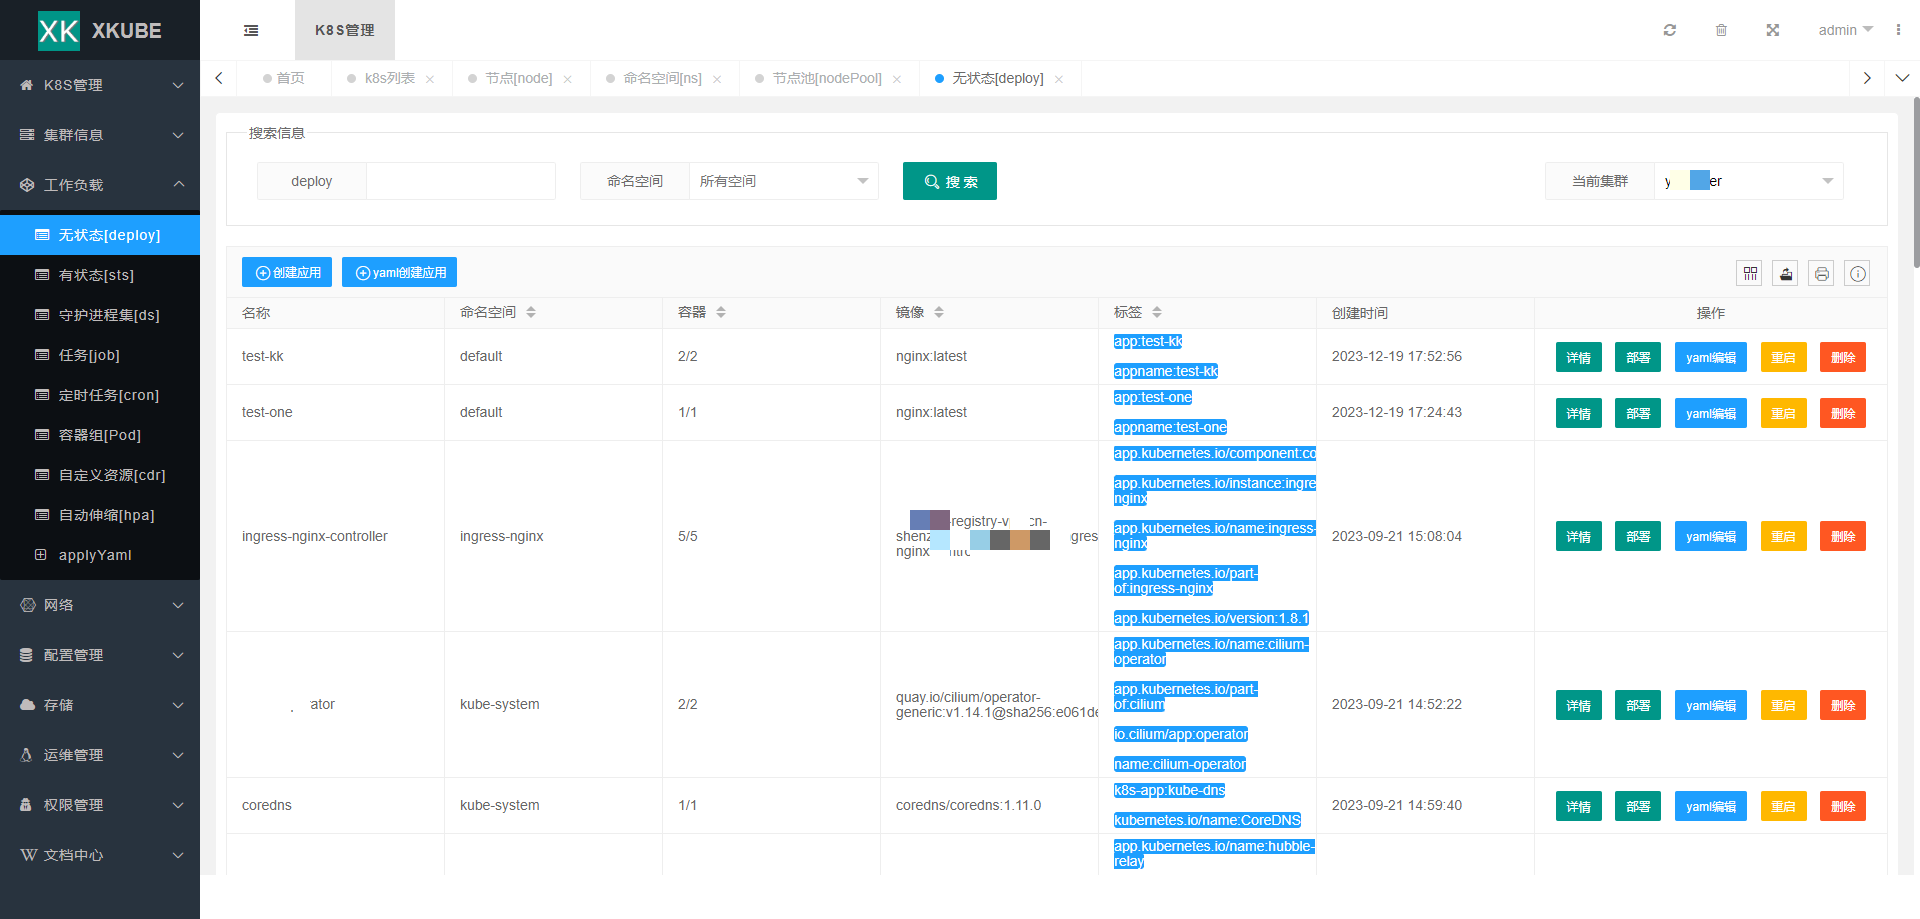 XK XKUBE
K8S管理
admin
首页
k8s列表
节点[node]
命名空间[ns]
节点池[nodePool]
无状态[deploy]
K8S管理
集群信息
工作负载
无状态[deploy]
有状态[sts]
守护进程集[ds]
任务[job]
定时任务[cron]
容器组[Pod]
自定义资源[cdr]
自动伸缩[hpa]
applyYaml
网络
配置管理
存储
运维管理
权限管理
文档中心
搜索信息
deploy
命名空间 所有空间
搜 索
当前集群
创建应用
yaml创建应用
名称 命名空间 容器 镜像 标签 创建时间 操作
test-kk default 2/2 nginx:latest
app:test-kk
appname:test-kk
2023-12-19 17:52:56 详情 部署 yaml编辑 重启 删除
test-one default 1/1 nginx:latest
app:test-one
appname:test-one
2023-12-19 17:24:43 详情 部署 yaml编辑 重启 删除
ingress-nginx-controller ingress-nginx 5/5
app.kubernetes.io/component:co
app.kubernetes.io/instance:ingre
nginx
app.kubernetes.io/name:ingress-
nginx
app.kubernetes.io/part-
of:ingress-nginx
app.kubernetes.io/version:1.8.1
2023-09-21 15:08:04 详情 部署 yaml编辑 重启 删除
ator kube-system 2/2
quay.io/cilium/operator-
generic:v1.14.1@sha256:e061de
app.kubernetes.io/name:cilium-
operator
app.kubernetes.io/part-
of:cilium
io.cilium/app:operator
name:cilium-operator
2023-09-21 14:52:22 详情 部署 yaml编辑 重启 删除
coredns kube-system 1/1 coredns/coredns:1.11.0
k8s-app:kube-dns
kubernetes.io/name:CoreDNS
2023-09-21 14:59:40 详情 部署 yaml编辑 重启 删除
app.kubernetes.io/name:hubble-
relay